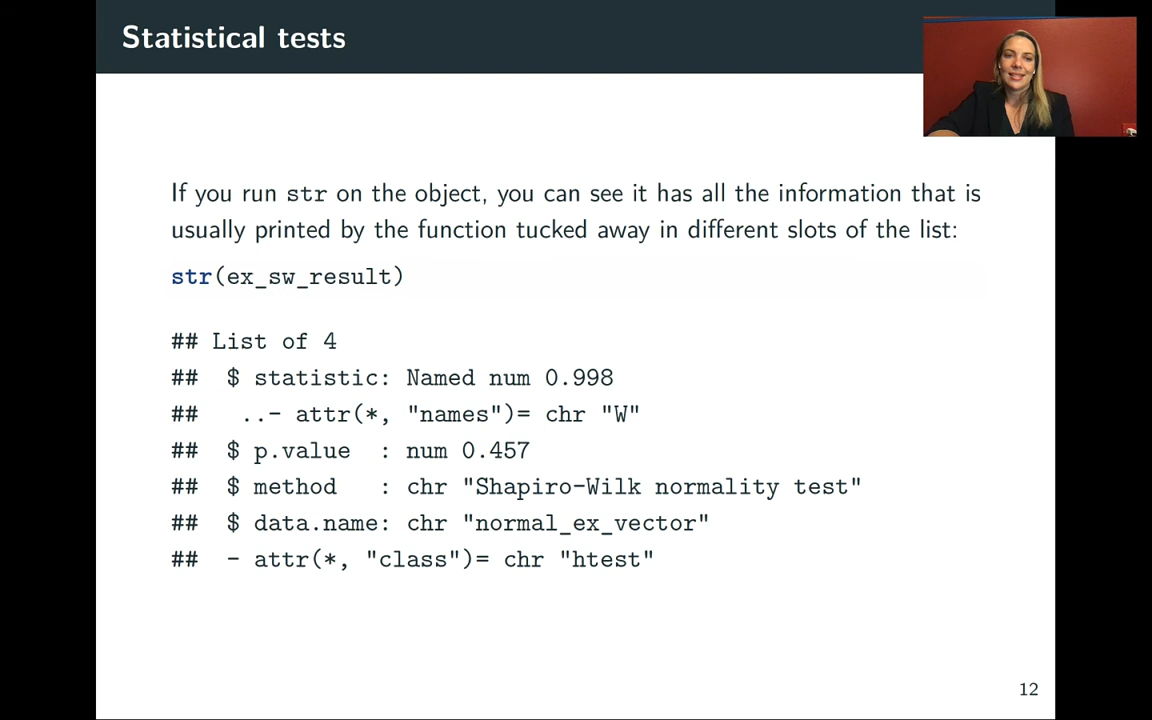 Statistical tests
If you run str on the object, you can see it has all the information that is
usually printed by the function tucked away in different slots of the list:
str(ex_sw_result)
## List of 4
##  $ statistic: Named num 0.998
##   ..- attr(*, "names")= chr "W"
##  $ p.value  : num 0.457
##  $ method   : chr "Shapiro-Wilk normality test"
##  $ data.name: chr "normal_ex_vector"
##  - attr(*, "class")= chr "htest"
12